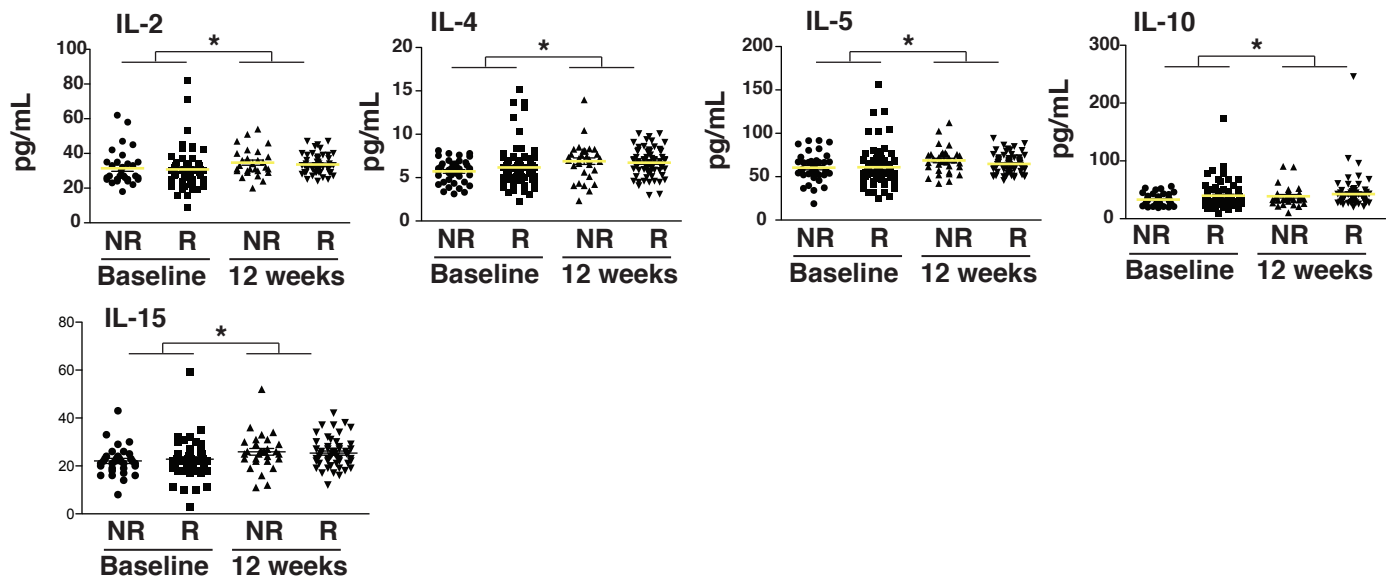 IL-2
*
100
80
60
40
20
0
pg/mL
NR R NR R
Baseline 12 weeks
IL-4
*
20
15
10
5
0
pg/mL
NR R NR R
Baseline 12 weeks
IL-5
*
200
150
100
50
0
pg/mL
NR R NR R
Baseline 12 weeks
IL-10
*
300
200
100
0
pg/mL
NR R NR R
Baseline 12 weeks
IL-15
*
80
60
40
20
0
NR R NR R
Baseline 12 weeks